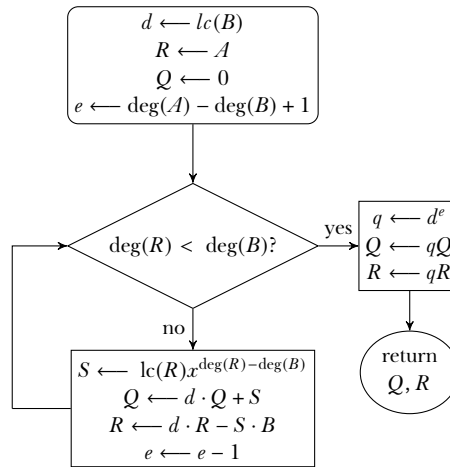 d ⟵ lc(B)
R ⟵ A
Q ⟵ 0
e ⟵ deg(A) − deg(B) + 1
deg(R) < deg(B)?
yes
q ⟵ d^e
Q ⟵ qQ
R ⟵ qR
return
Q, R
no
S ⟵ lc(R)x^{deg(R)−deg(B)}
Q ⟵ d · Q + S
R ⟵ d · R − S · B
e ⟵ e − 1